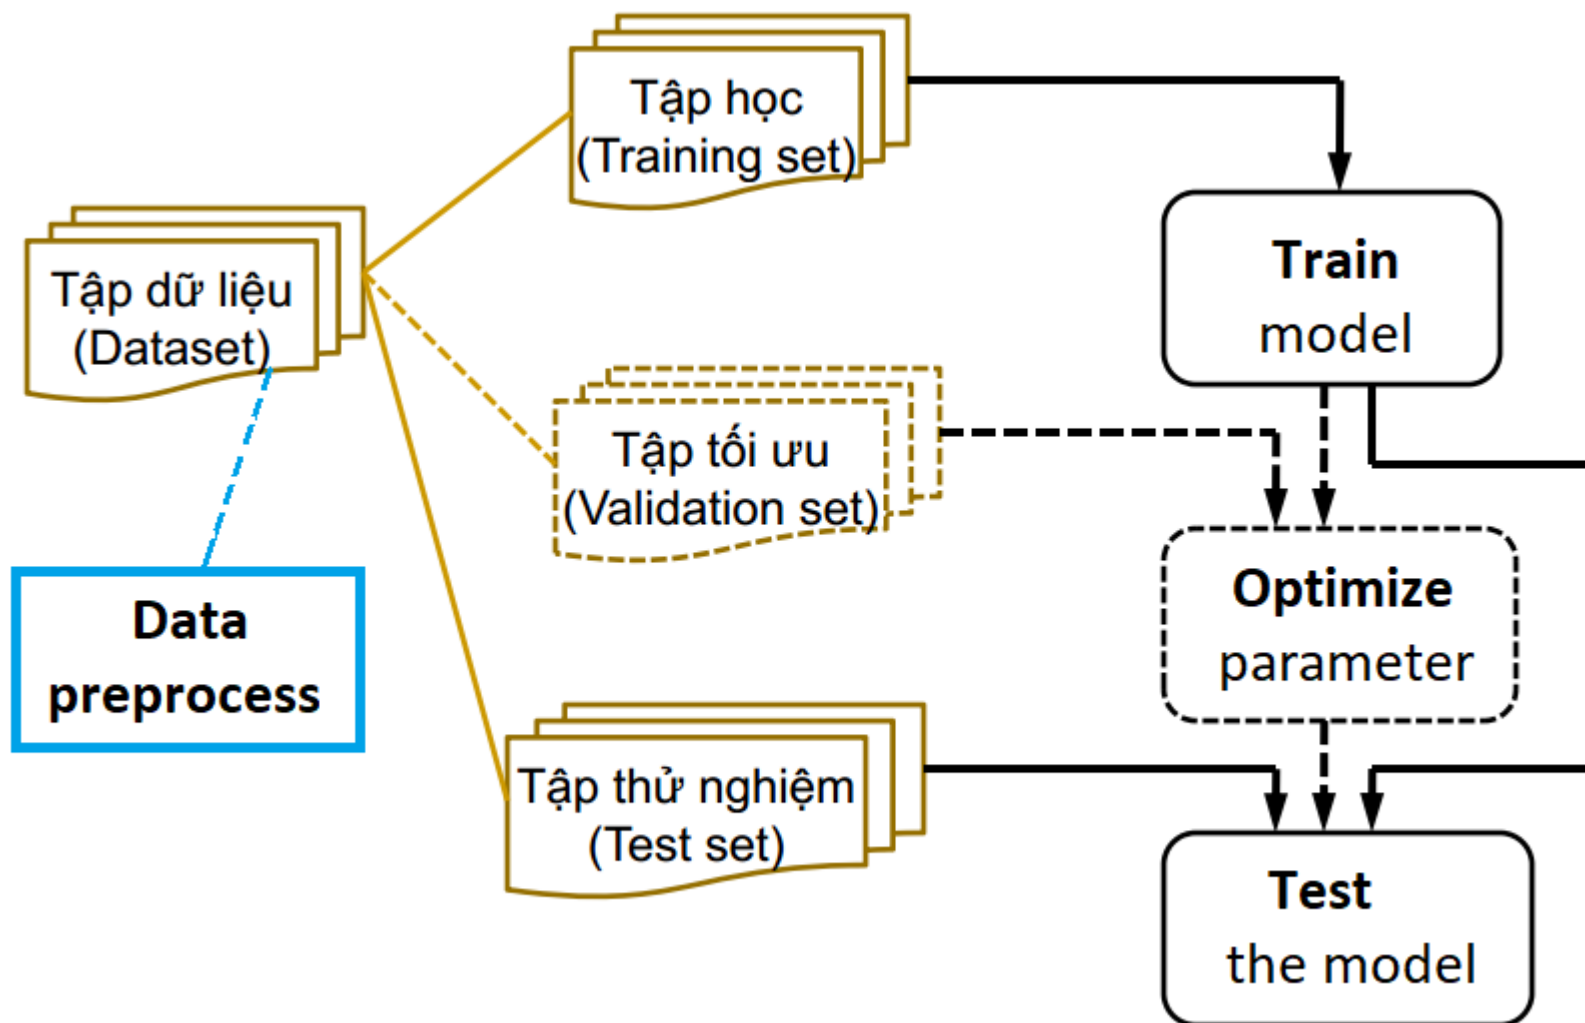 Tập học
(Training set)
Train
model
Tập dữ liệu
(Dataset)
Tập tối ưu
(Validation set)
Optimize
parameter
Data
preprocess
Tập thử nghiệm
(Test set)
Test
the model